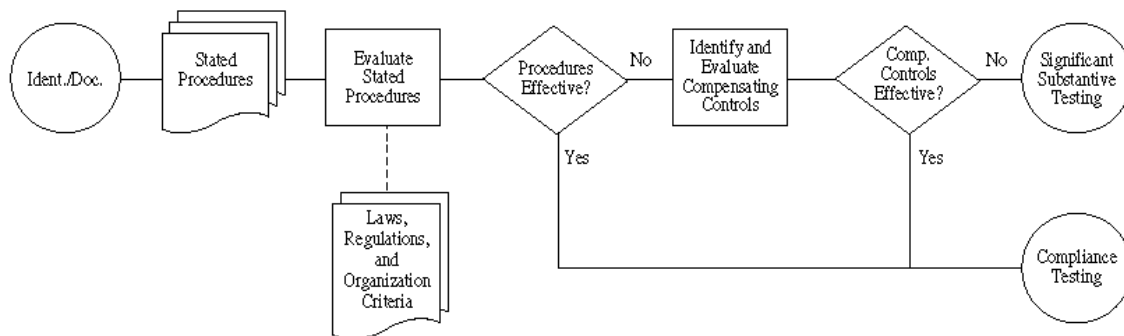 Ident./Doc.
Stated
Procedures
Evaluate
Stated
Procedures
Procedures
Effective?
No
Identify and
Evaluate
Compensating
Controls
Comp.
Controls
Effective?
No
Significant
Substantive
Testing
Yes
Yes
Laws,
Regulations,
and
Organization
Criteria
Compliance
Testing